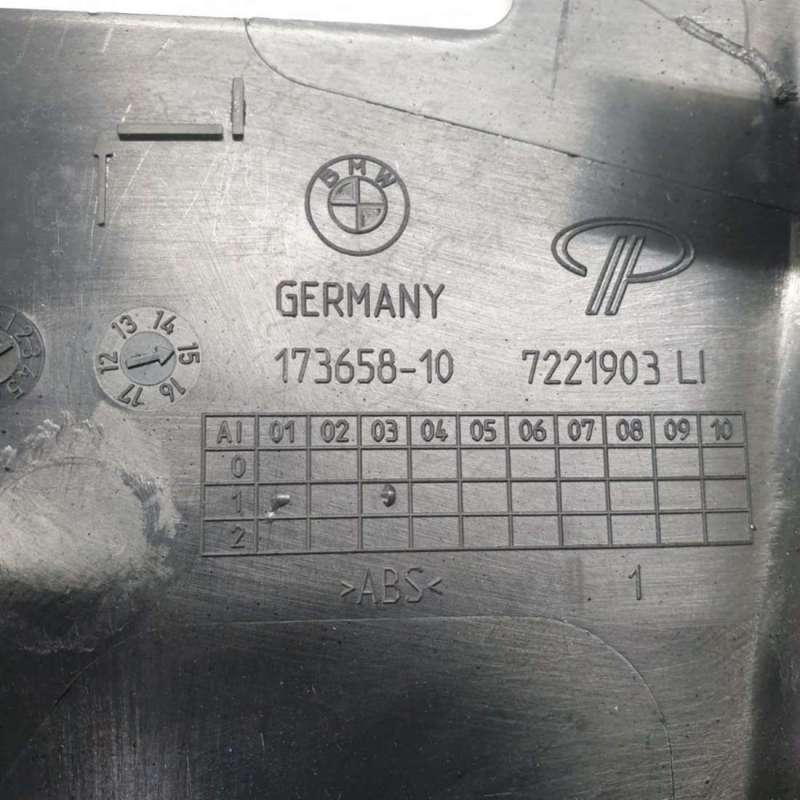 BMW
GERMANY
12 13 14 15 16 17
173658-10 7221903 LI
AI 01 02 03 04 05 06 07 08 09 10
0
1
2
>ABS< 1